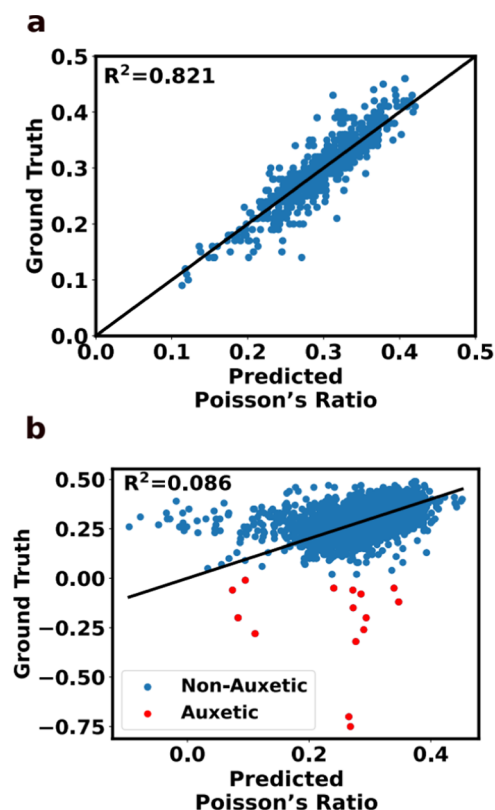 a
R²=0.821
Ground Truth
0.5
0.4
0.3
0.2
0.1
0.0
0.0 0.1 0.2 0.3 0.4 0.5
Predicted
Poisson's Ratio
b
R²=0.086
Ground Truth
0.50
0.25
0.00
−0.25
−0.50
−0.75
Non-Auxetic
Auxetic
0.0 0.2 0.4
Predicted
Poisson's Ratio